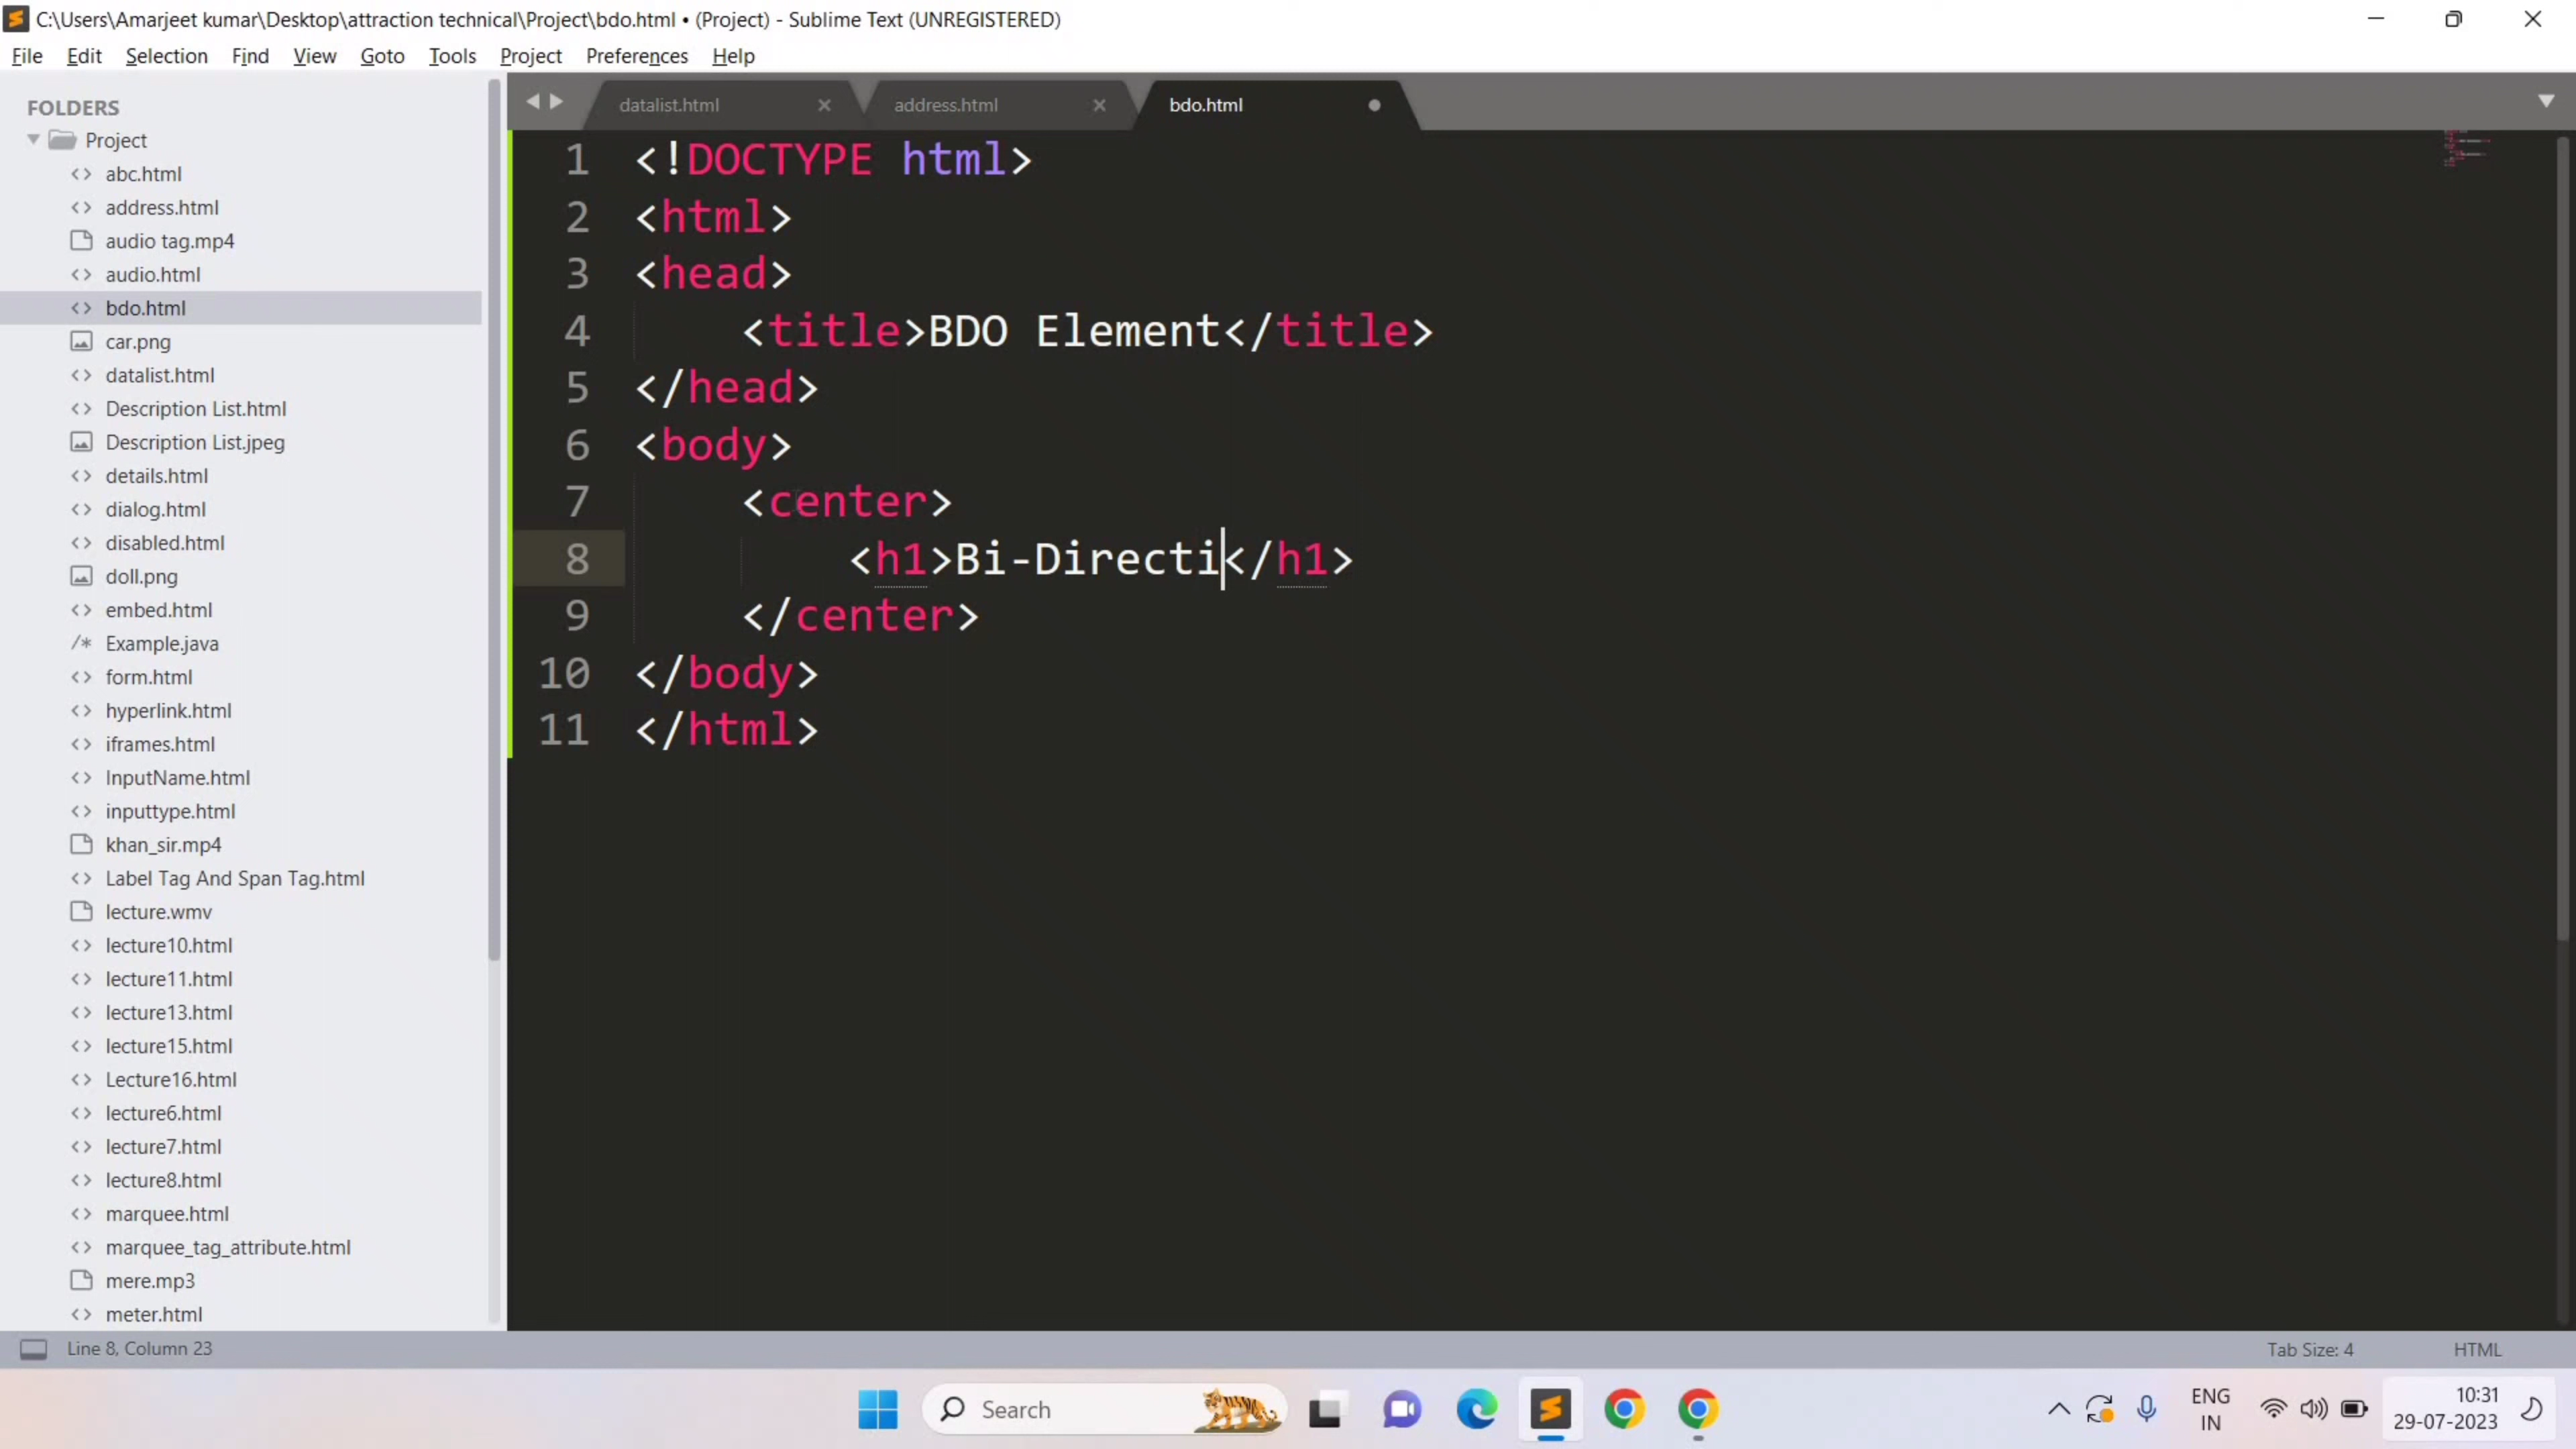 C:\Users\Amarjeet kumar\Desktop\attraction technical\Project\bdo.html • (Project) - Sublime Text (UNREGISTERED)
File Edit Selection Find View Goto Tools Project Preferences Help
FOLDERS
Project
abc.html
address.html
audio tag.mp4
audio.html
bdo.html
car.png
datalist.html
Description List.html
Description List.jpeg
details.html
dialog.html
disabled.html
doll.png
embed.html
/* Example.java
form.html
hyperlink.html
iframes.html
InputName.html
inputtype.html
khan_sir.mp4
Label Tag And Span Tag.html
lecture.wmv
lecture10.html
lecture11.html
lecture13.html
lecture15.html
Lecture16.html
lecture6.html
lecture7.html
lecture8.html
marquee.html
marquee_tag_attribute.html
mere.mp3
meter.html
datalist.html address.html bdo.html
1 <!DOCTYPE html>
2 <html>
3 <head>
4 <title>BDO Element</title>
5 </head>
6 <body>
7 <center>
8 <h1>Bi-Directi</h1>
9 </center>
10 </body>
11 </html>
Line 8, Column 23 Tab Size: 4 HTML
Search
ENG
IN
10:31
29-07-2023